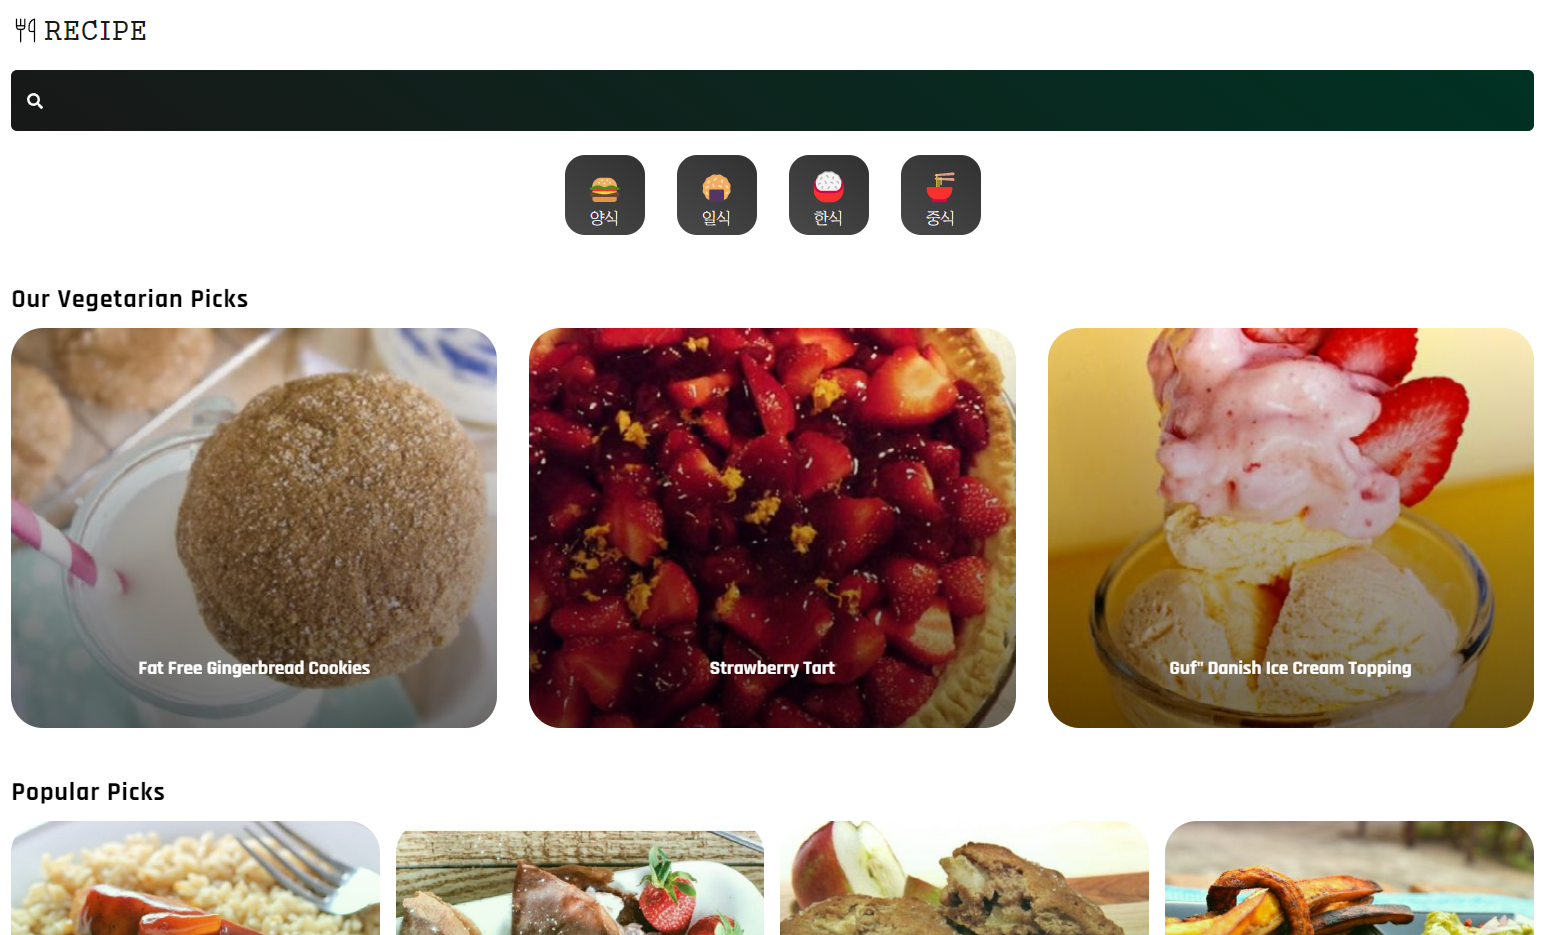 RECIPE
양식
일식
한식
중식
Our Vegetarian Picks
Fat Free Gingerbread Cookies
Strawberry Tart
Guf" Danish Ice Cream Topping
Popular Picks